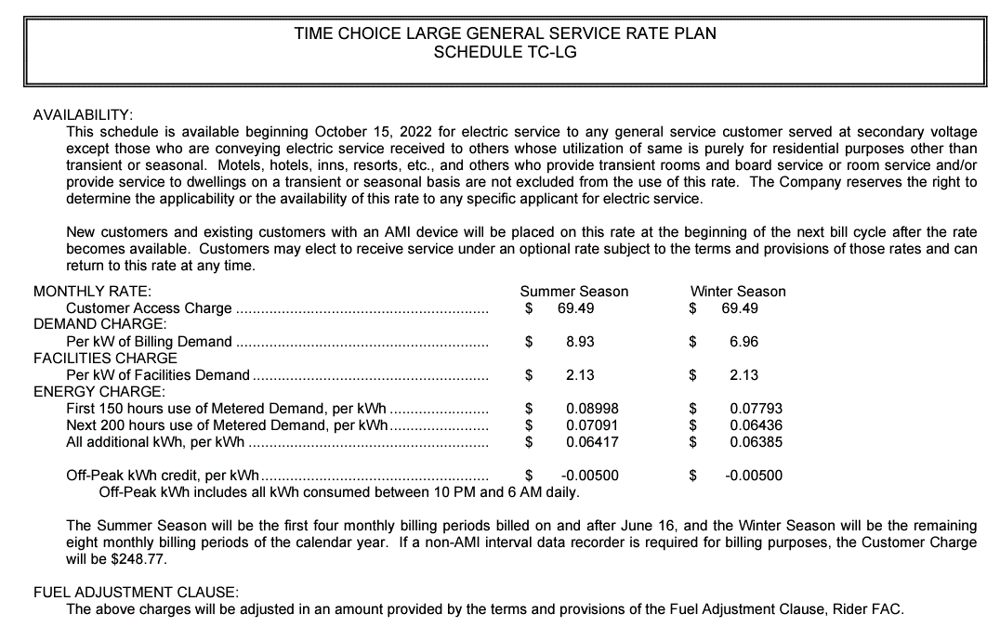 TIME CHOICE LARGE GENERAL SERVICE RATE PLAN
SCHEDULE TC-LG
AVAILABILITY:
This schedule is available beginning October 15, 2022 for electric service to any general service customer served at secondary voltage
except those who are conveying electric service received to others whose utilization of same is purely for residential purposes other than
transient or seasonal. Motels, hotels, inns, resorts, etc., and others who provide transient rooms and board service or room service and/or
provide service to dwellings on a transient or seasonal basis are not excluded from the use of this rate. The Company reserves the right to
determine the applicability or the availability of this rate to any specific applicant for electric service.
New customers and existing customers with an AMI device will be placed on this rate at the beginning of the next bill cycle after the rate
becomes available. Customers may elect to receive service under an optional rate subject to the terms and provisions of those rates and can
return to this rate at any time.
MONTHLY RATE: Summer Season Winter Season
Customer Access Charge ............................................................. $ 69.49 $ 69.49
DEMAND CHARGE:
Per kW of Billing Demand ............................................................. $ 8.93 $ 6.96
FACILITIES CHARGE
Per kW of Facilities Demand ......................................................... $ 2.13 $ 2.13
ENERGY CHARGE:
First 150 hours use of Metered Demand, per kWh ........................ $ 0.08998 $ 0.07793
Next 200 hours use of Metered Demand, per kWh ........................ $ 0.07091 $ 0.06436
All additional kWh, per kWh .......................................................... $ 0.06417 $ 0.06385
Off-Peak kWh credit, per kWh ....................................................... $ -0.00500 $ -0.00500
Off-Peak kWh includes all kWh consumed between 10 PM and 6 AM daily.
The Summer Season will be the first four monthly billing periods billed on and after June 16, and the Winter Season will be the remaining
eight monthly billing periods of the calendar year. If a non-AMI interval data recorder is required for billing purposes, the Customer Charge
will be $248.77.
FUEL ADJUSTMENT CLAUSE:
The above charges will be adjusted in an amount provided by the terms and provisions of the Fuel Adjustment Clause, Rider FAC.